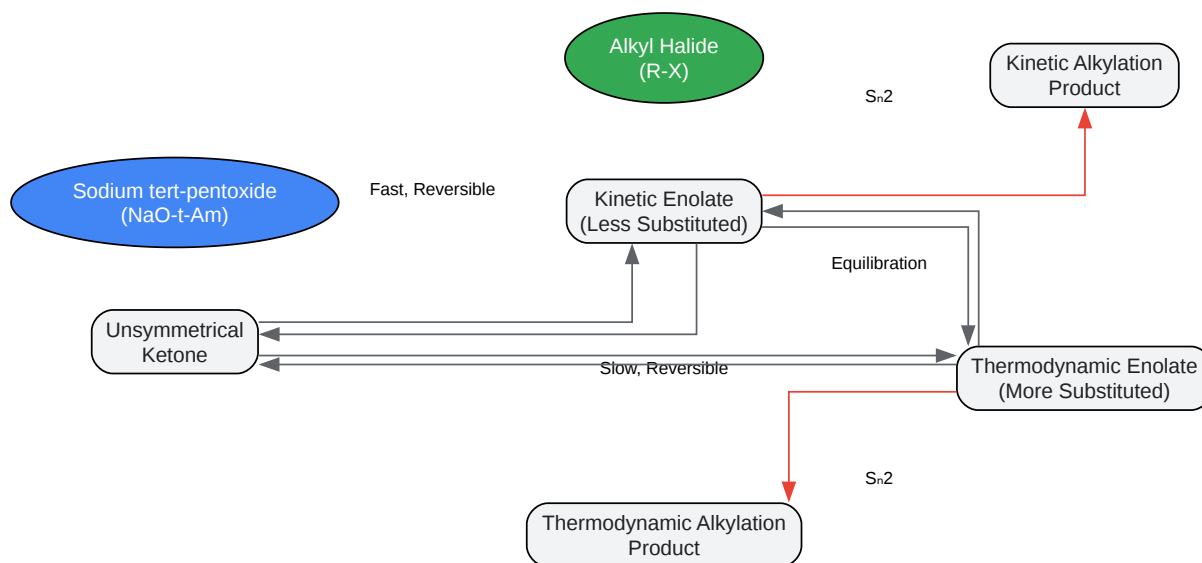 Alkyl Halide
(R-X)
Kinetic Alkylation
Product
Sₙ2
Sodium tert-pentoxide
(NaO-t-Am)
Fast, Reversible
Kinetic Enolate
(Less Substituted)
Equilibration
Unsymmetrical
Ketone
Slow, Reversible
Thermodynamic Enolate
(More Substituted)
Sₙ2
Thermodynamic Alkylation
Product